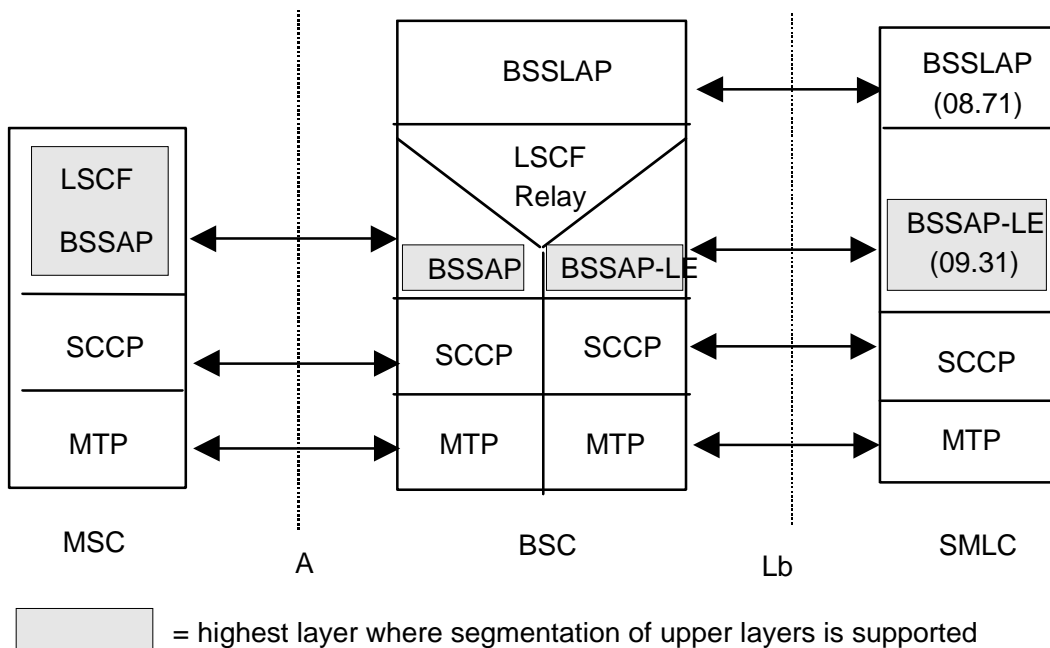 BSSLAP
BSSLAP
(08.71)
LSCF
BSSAP
LSCF
Relay
BSSAP
BSSAP-LE
BSSAP-LE
(09.31)
SCCP
SCCP
SCCP
SCCP
MTP
MTP
MTP
MTP
MSC
A
BSC
Lb
SMLC
= highest layer where segmentation of upper layers is supported